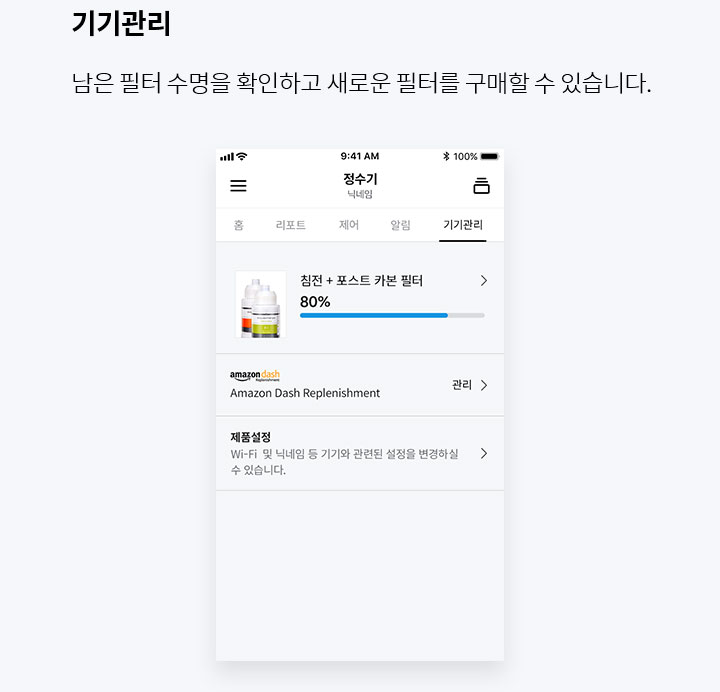 기기관리
남은 필터 수명을 확인하고 새로운 필터를 구매할 수 있습니다.
9:41 AM
100%
정수기
닉네임
홈 리포트 제어 알림 기기관리
침전 + 포스트 카본 필터
80%
amazon dash
Replenishment
Amazon Dash Replenishment
관리
제품설정
Wi-Fi 및 닉네임 등 기기와 관련된 설정을 변경하실
수 있습니다.